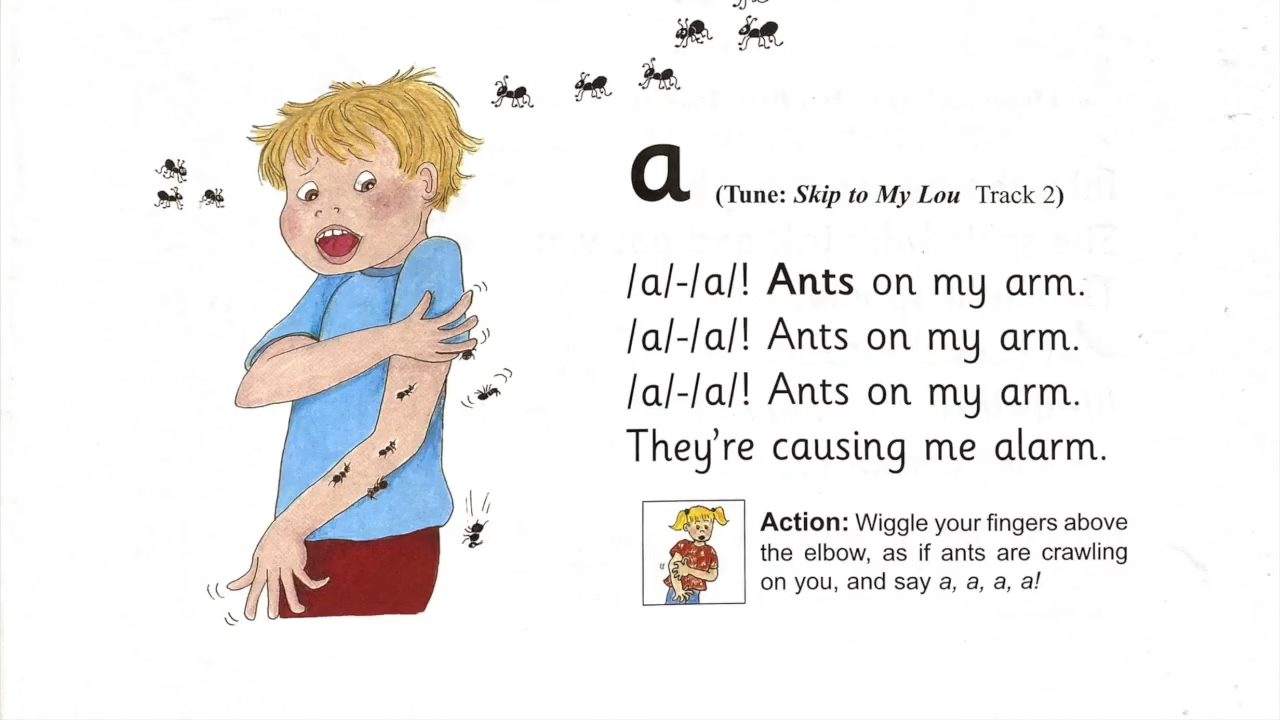 a (Tune: Skip to My Lou Track 2)
/a/-/a/! Ants on my arm.
/a/-/a/! Ants on my arm.
/a/-/a/! Ants on my arm.
They're causing me alarm.
Action: Wiggle your fingers above
the elbow, as if ants are crawling
on you, and say a, a, a, a!